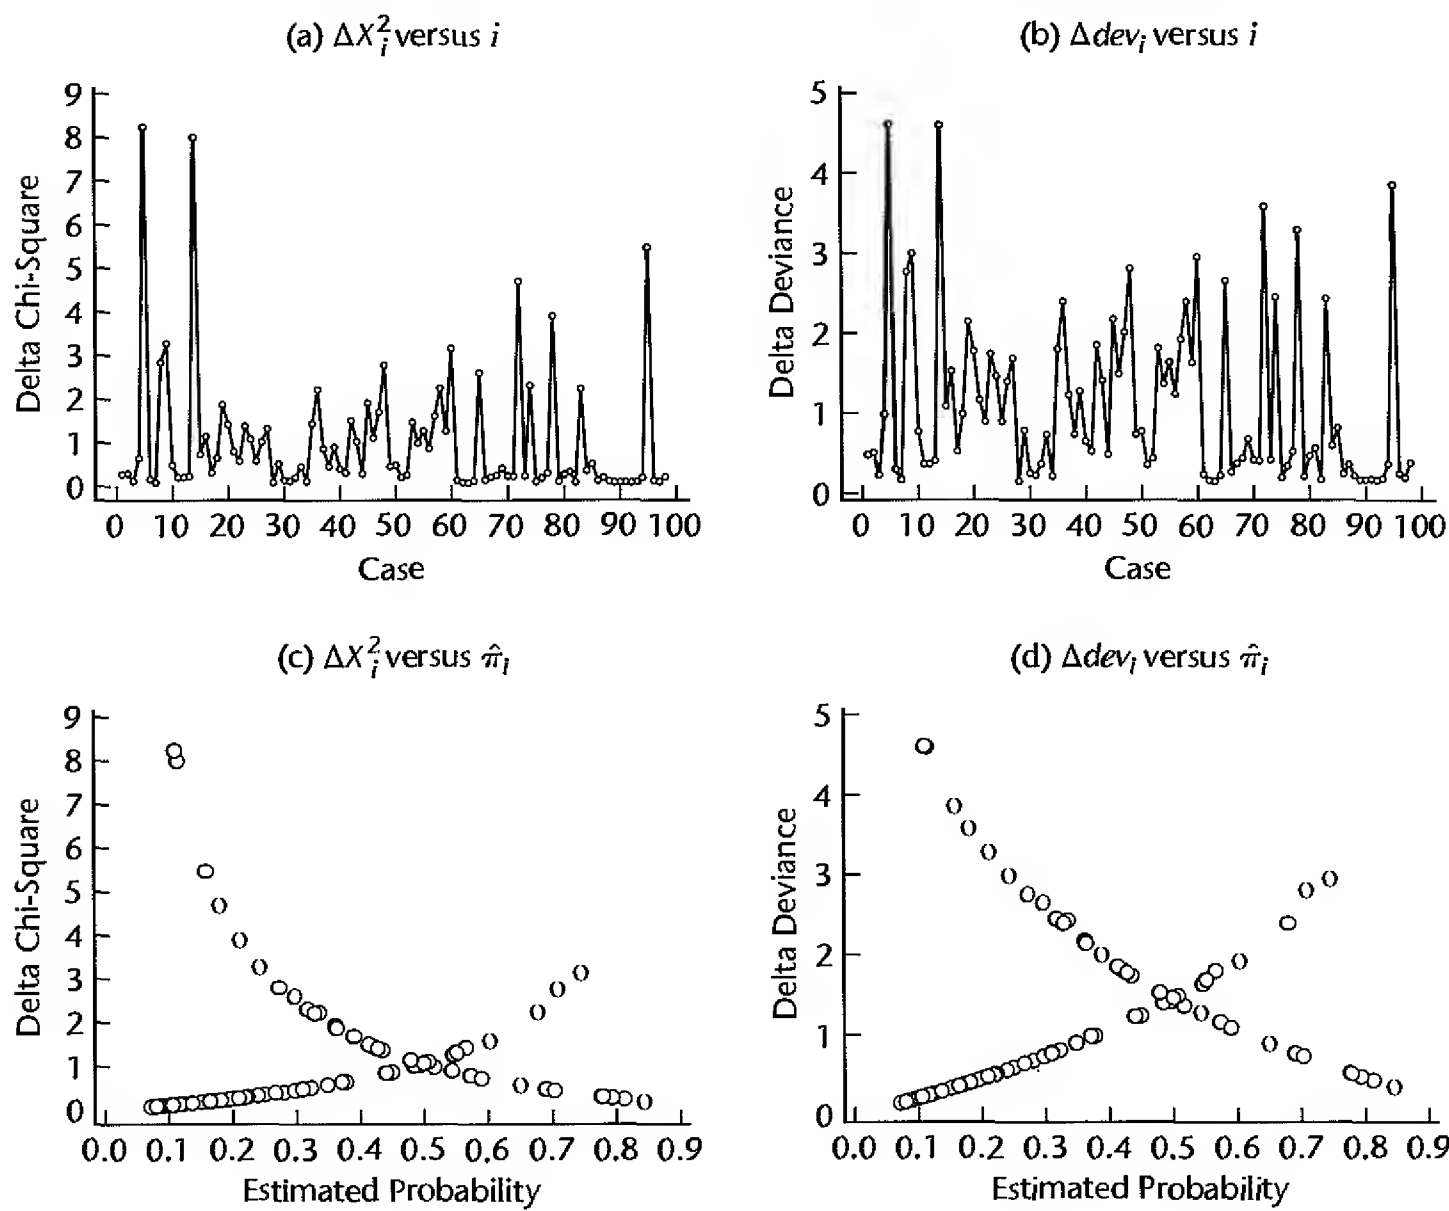 (a) ΔX²ᵢ versus i
(b) Δdevᵢ versus i
9
8
7
6
5
4
3
2
1
0
Delta Chi-Square
0 10 20 30 40 50 60 70 80 90 100
Case
5
4
3
2
1
0
Delta Deviance
0 10 20 30 40 50 60 70 80 90 100
Case
(c) ΔX²ᵢ versus π̂ᵢ
(d) Δdevᵢ versus π̂ᵢ
9
8
7
6
5
4
3
2
1
0
Delta Chi-Square
0.0 0.1 0.2 0.3 0.4 0.5 0.6 0.7 0.8 0.9
Estimated Probability
5
4
3
2
1
0
Delta Deviance
0.0 0.1 0.2 0.3 0.4 0.5 0.6 0.7 0.8 0.9
Estimated Probability